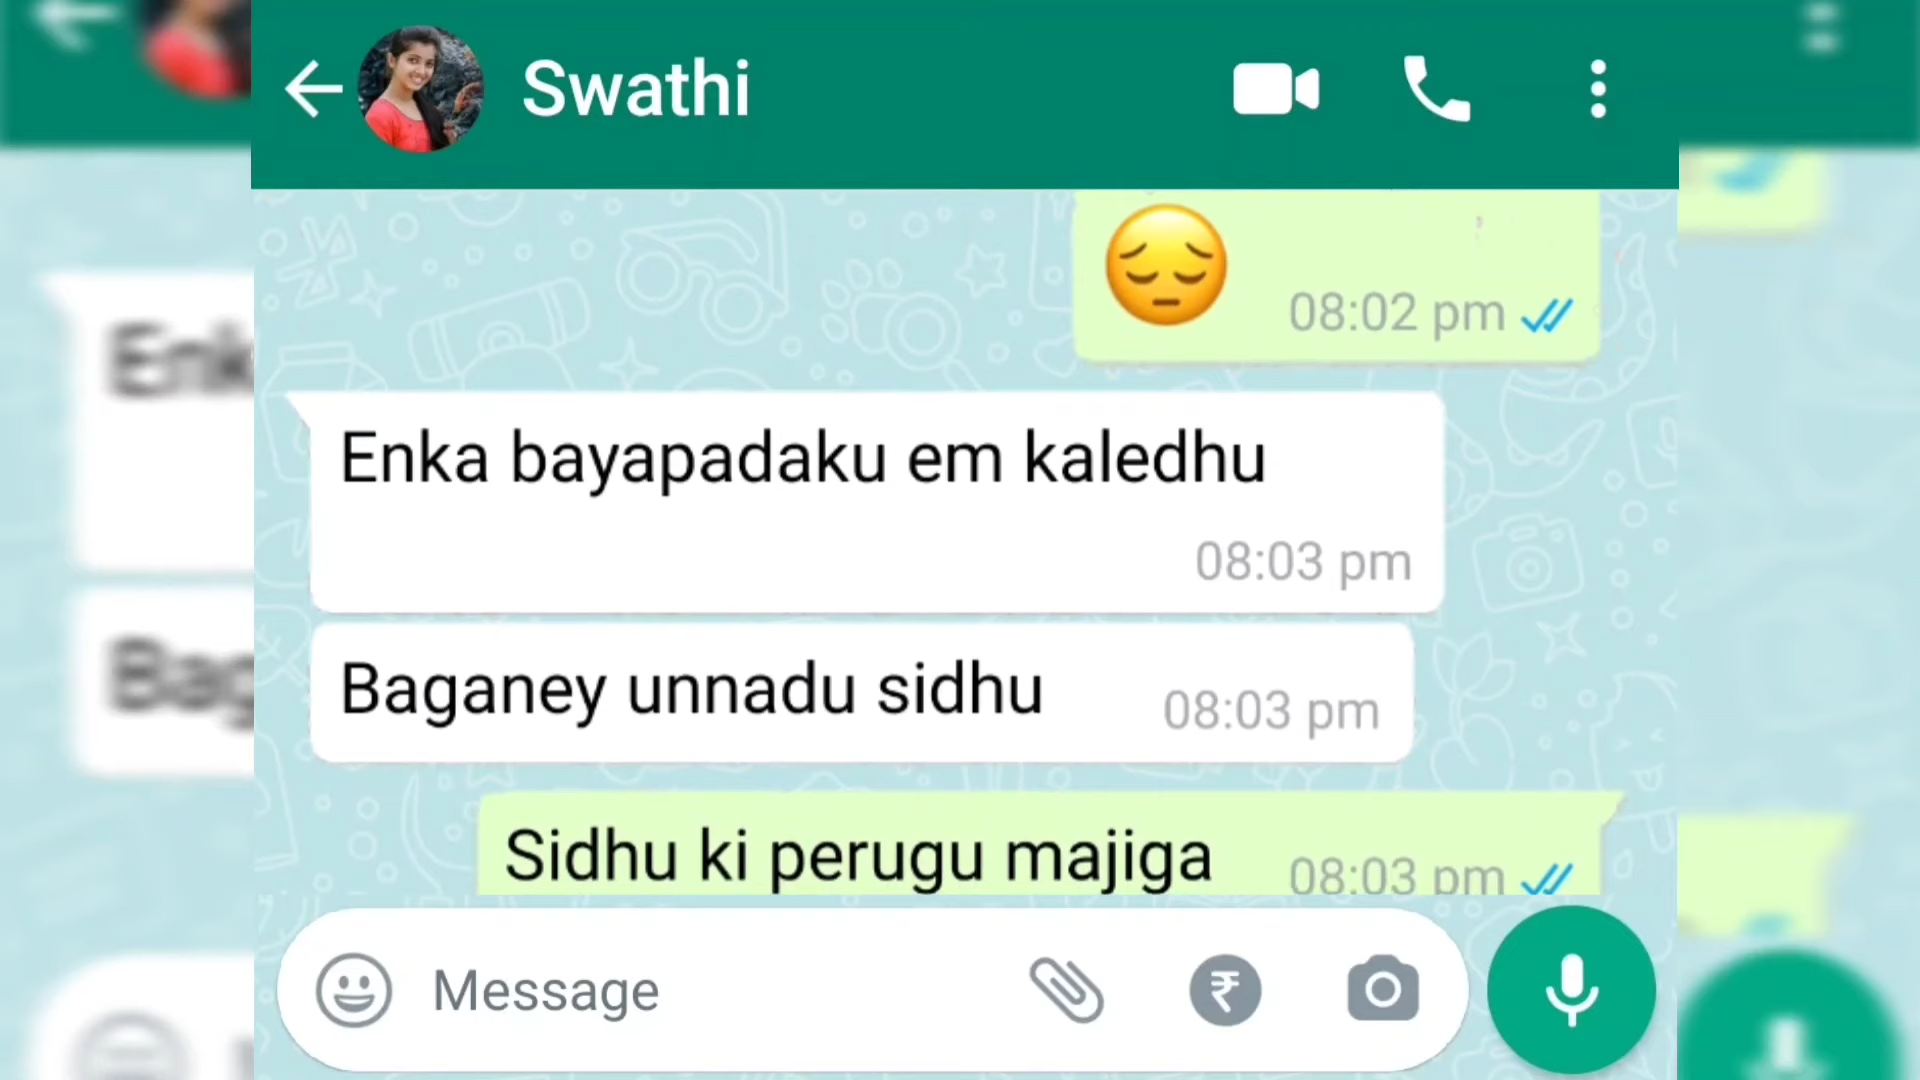 Swathi
08:02 pm
Enka bayapadaku em kaledhu
08:03 pm
Baganey unnadu sidhu 08:03 pm
Sidhu ki perugu majiga 08:03 pm
Message